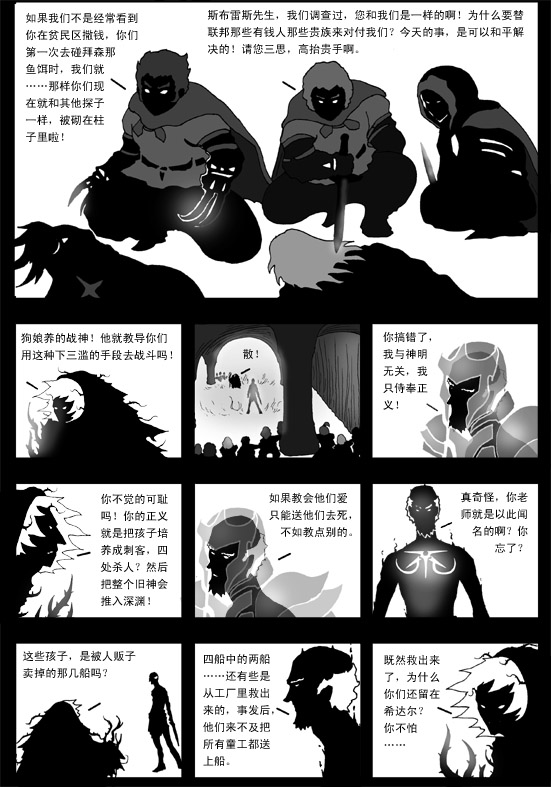 如果我们不是经常看到
你在贫民区撒钱，你们
第一次去碰拜森那
鱼饵时，我们就
……那样你们现
在就和其他探子
一样，被砌在柱
子里啦！
斯布雷斯先生，我们调查过，您和我们是一样的啊！为什么要替
联邦那些有钱人那些贵族来对付我们？今天的事，是可以和平解
决的！请您三思，高抬贵手啊。
狗娘养的战神！他就教导你们
用这种下三滥的手段去战斗吗！
散！
你搞错了，
我与神明
无关，我
只侍奉正
义！
你不觉的可耻
吗！你的正义
就是把孩子培
养成刺客，四
处杀人？然后
把整个旧神会
推入深渊！
如果教会他们爱
只能送他们去死，
不如教点别的。
真奇怪，你老
师就是以此闻
名的啊？你
忘了？
这些孩子，是被人贩子
卖掉的那几船吗？
四船中的两船
……还有些是
从工厂里救出
来的，事发后，
他们来不及把
所有童工都送
上船。
既然救出来
了，为什么
你们还留在
希达尔？
你不怕
……